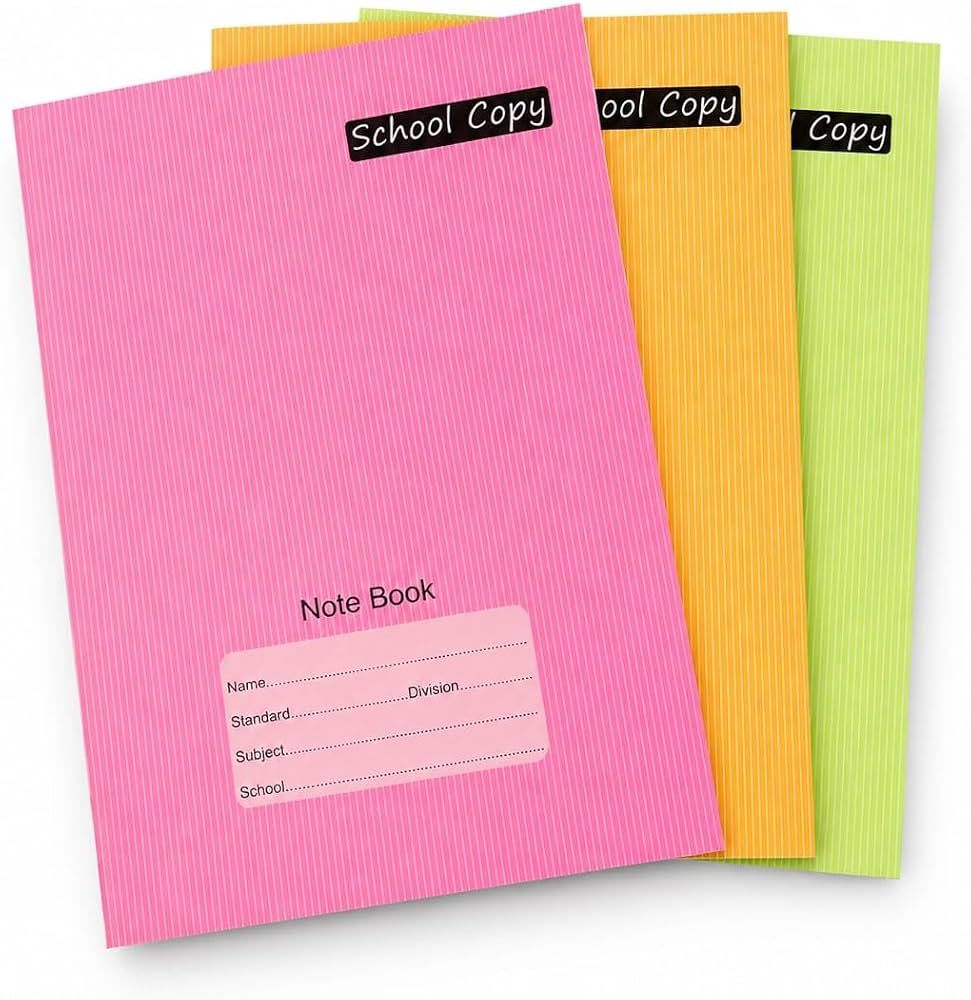 School Copy
ool Copy
Copy
Note Book
Name
Standard Division
Subject
School